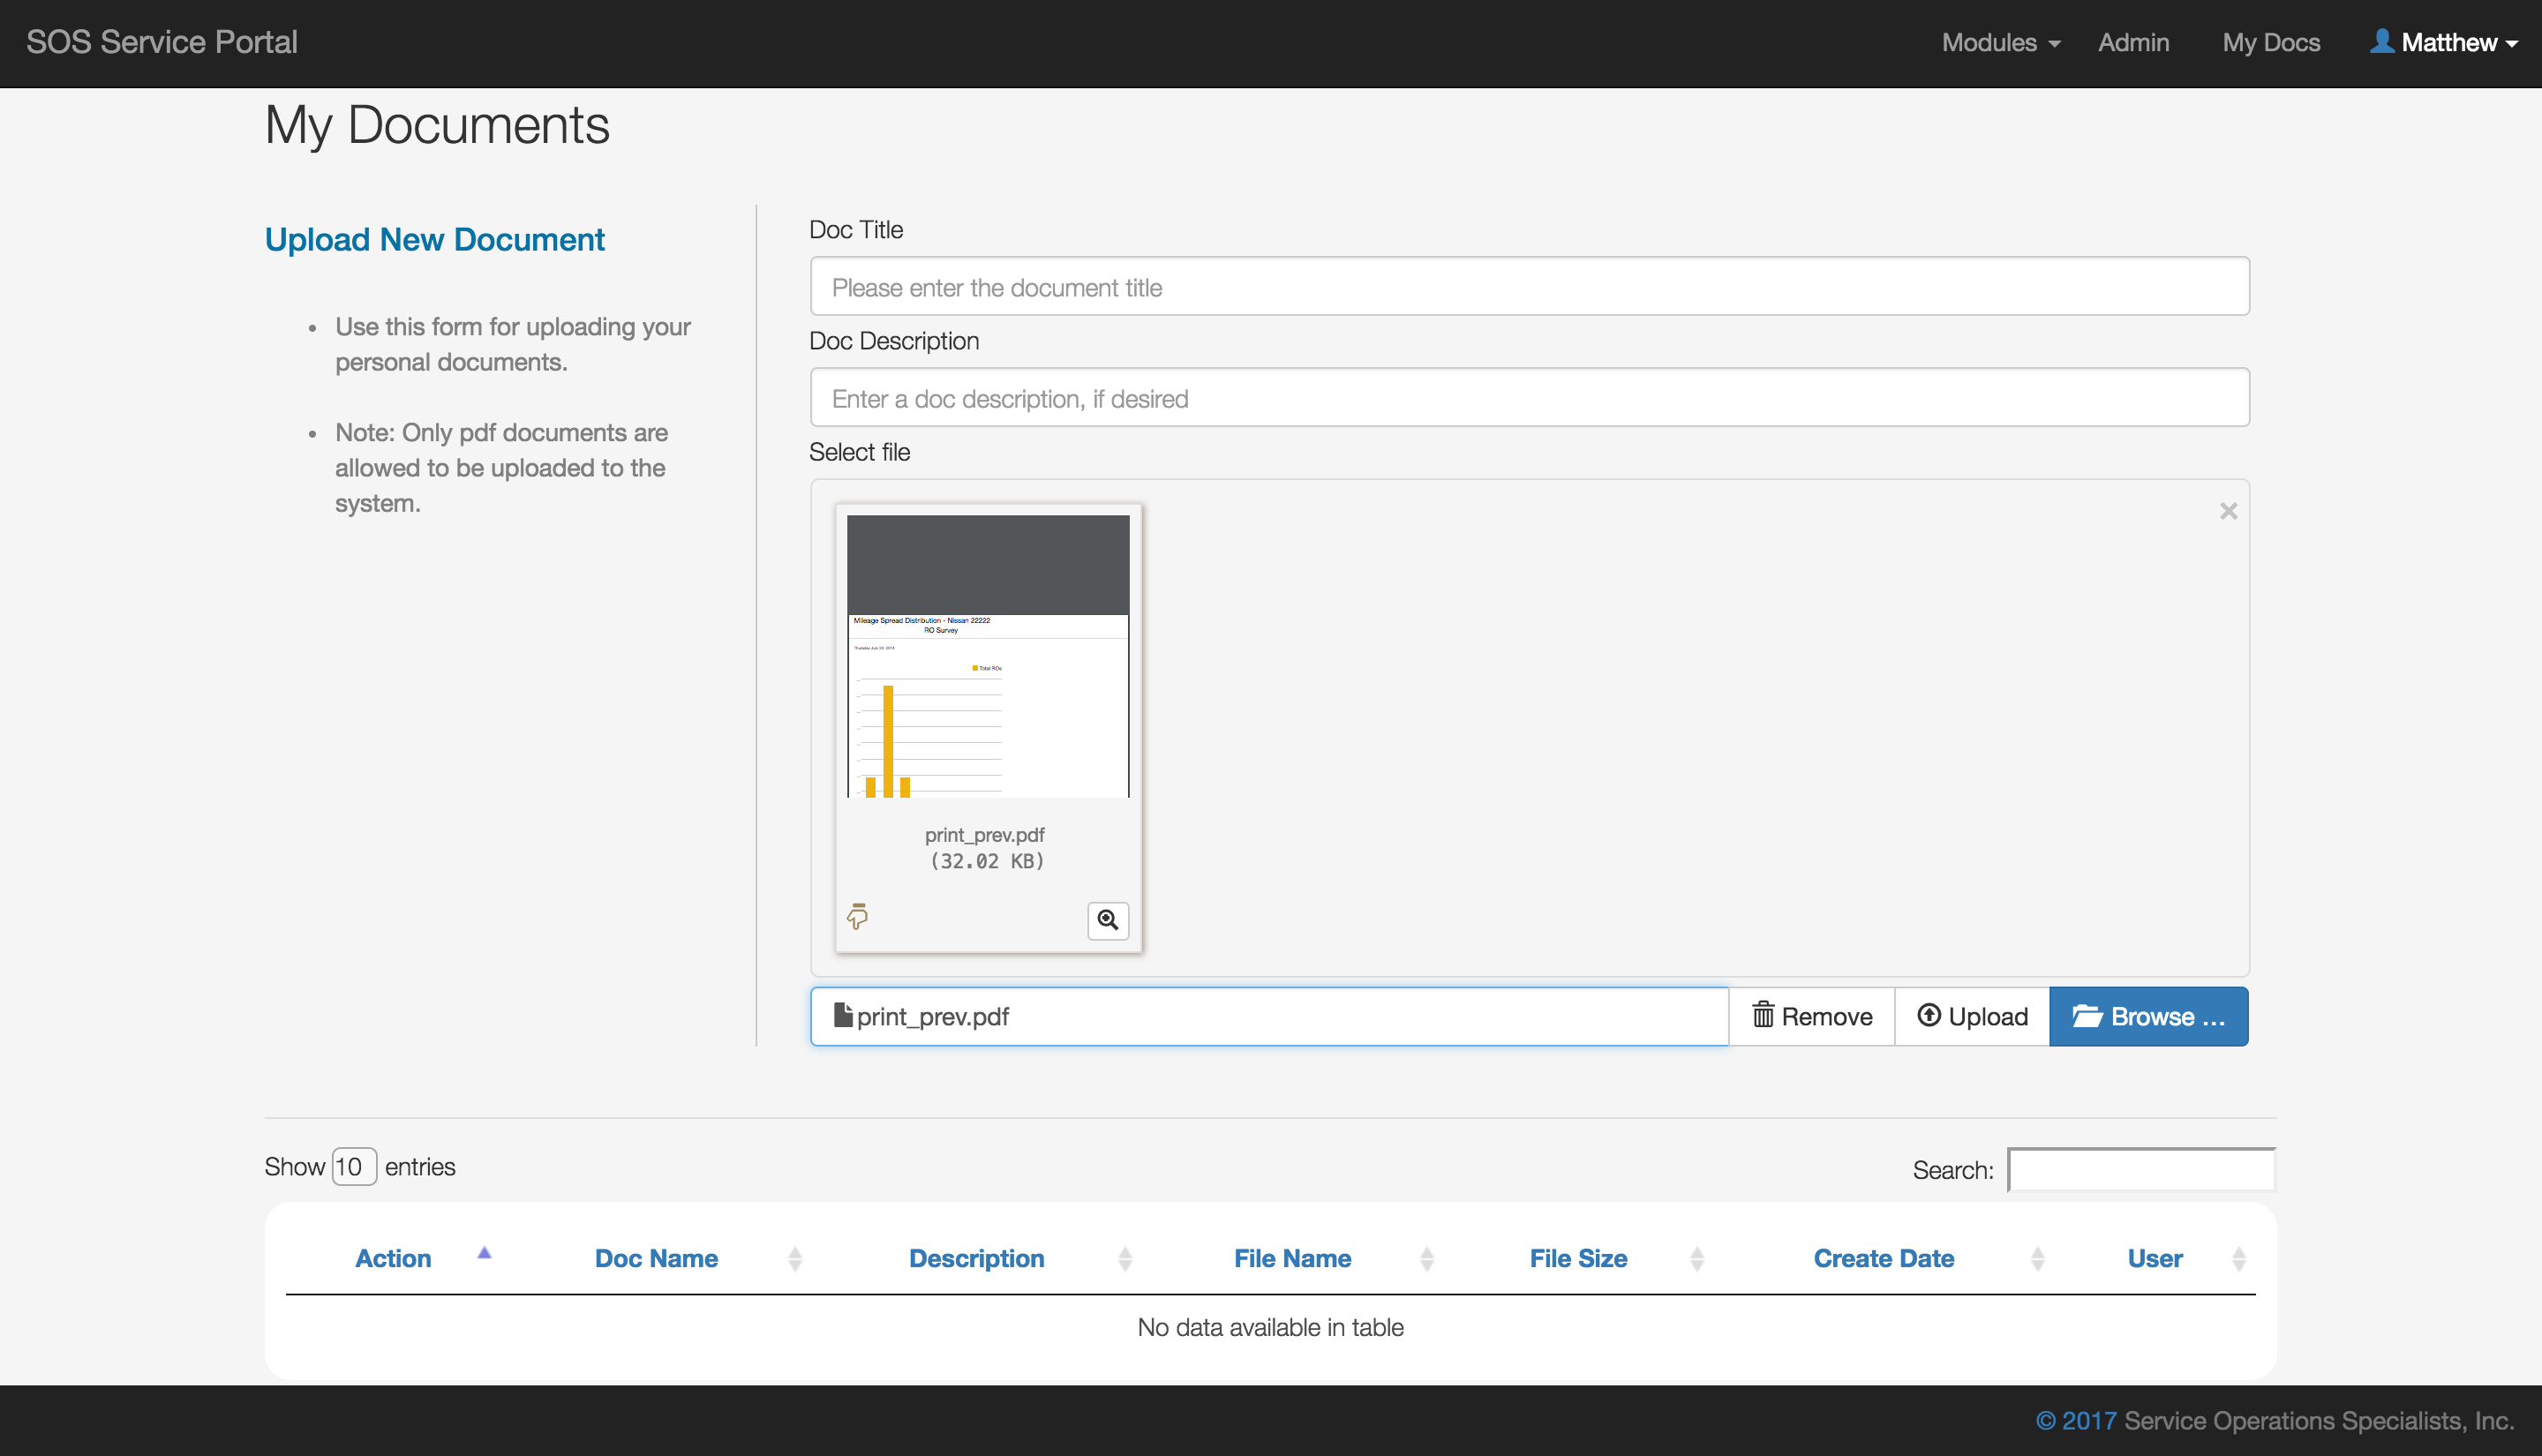 SOS Service Portal
Modules
Admin
My Docs
Matthew
My Documents
Upload New Document
Use this form for uploading your
personal documents.
Note: Only pdf documents are
allowed to be uploaded to the
system.
Doc Title
Please enter the document title
Doc Description
Enter a doc description, if desired
Select file
×
Mileage Spread Distribution - Nissan 22222
RO Survey
Total ROs
print_prev.pdf
(32.02 KB)
print_prev.pdf
Remove
Upload
Browse …
Show 10 entries
Search:
Action
Doc Name
Description
File Name
File Size
Create Date
User
No data available in table
© 2017 Service Operations Specialists, Inc.